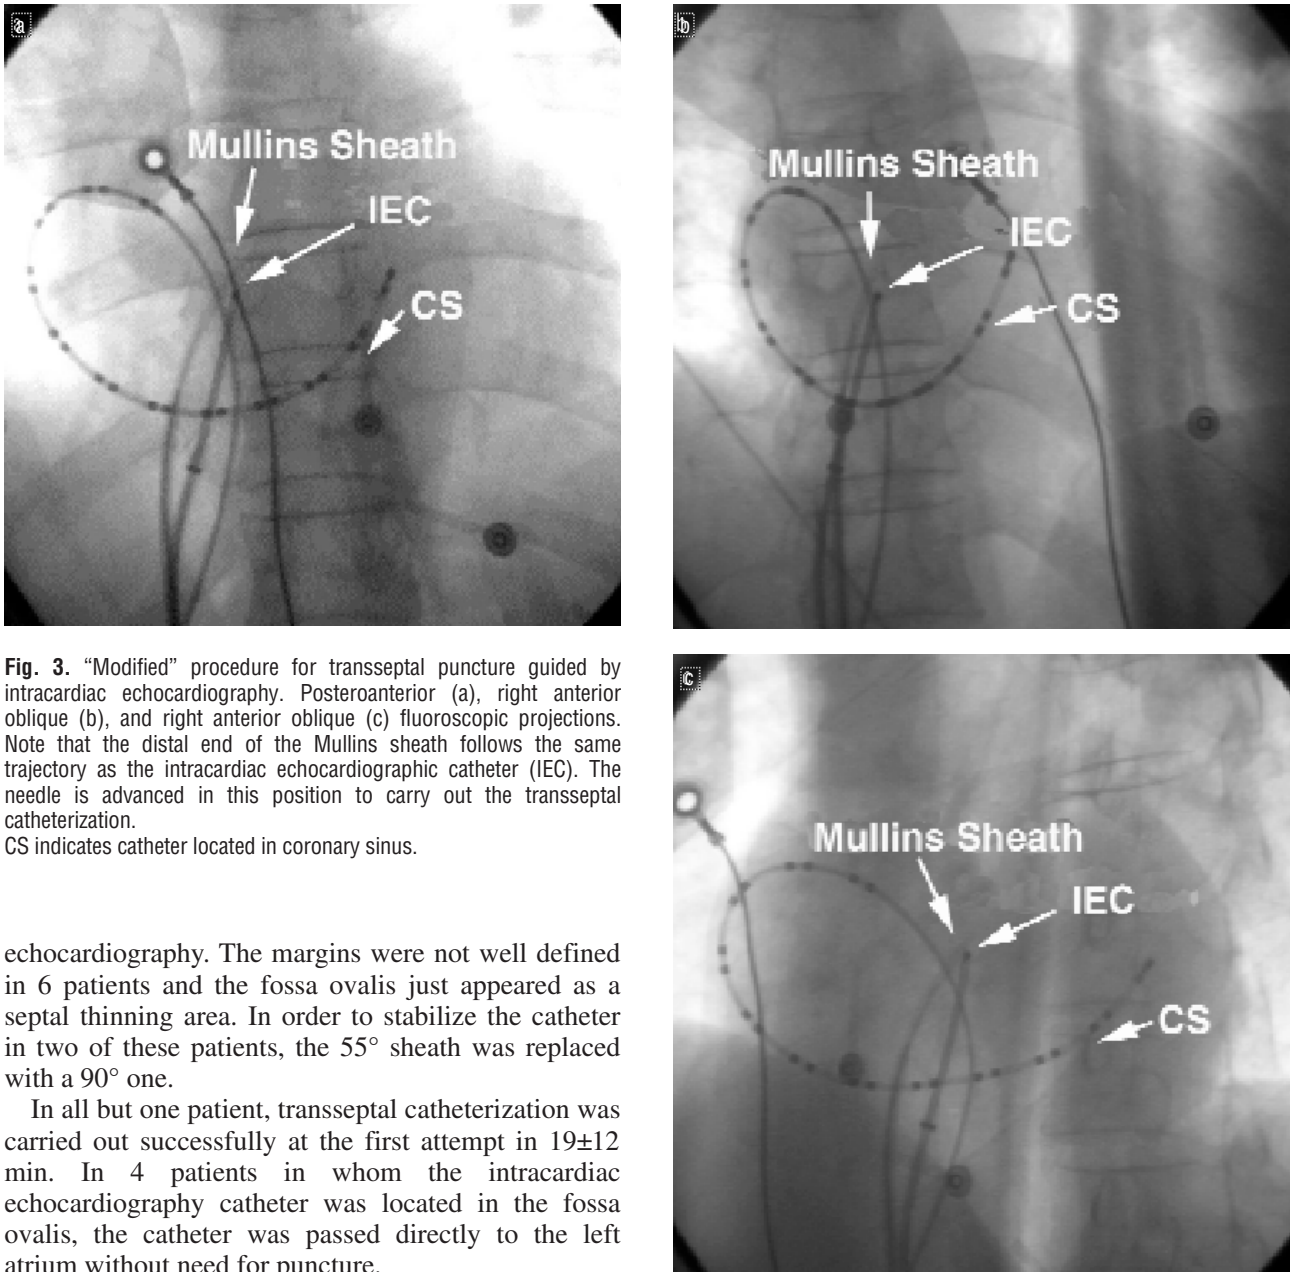 a
Mullins Sheath
IEC
CS
b
Mullins Sheath
IEC
CS
Fig. 3. “Modified” procedure for transseptal puncture guided by
intracardiac echocardiography. Posteroanterior (a), right anterior
oblique (b), and right anterior oblique (c) fluoroscopic projections.
Note that the distal end of the Mullins sheath follows the same
trajectory as the intracardiac echocardiographic catheter (IEC). The
needle is advanced in this position to carry out the transseptal
catheterization.
CS indicates catheter located in coronary sinus.
c
Mullins Sheath
IEC
CS
echocardiography. The margins were not well defined
in 6 patients and the fossa ovalis just appeared as a
septal thinning area. In order to stabilize the catheter
in two of these patients, the 55° sheath was replaced
with a 90° one.
In all but one patient, transseptal catheterization was
carried out successfully at the first attempt in 19±12
min. In 4 patients in whom the intracardiac
echocardiography catheter was located in the fossa
ovalis, the catheter was passed directly to the left
atrium without need for puncture.